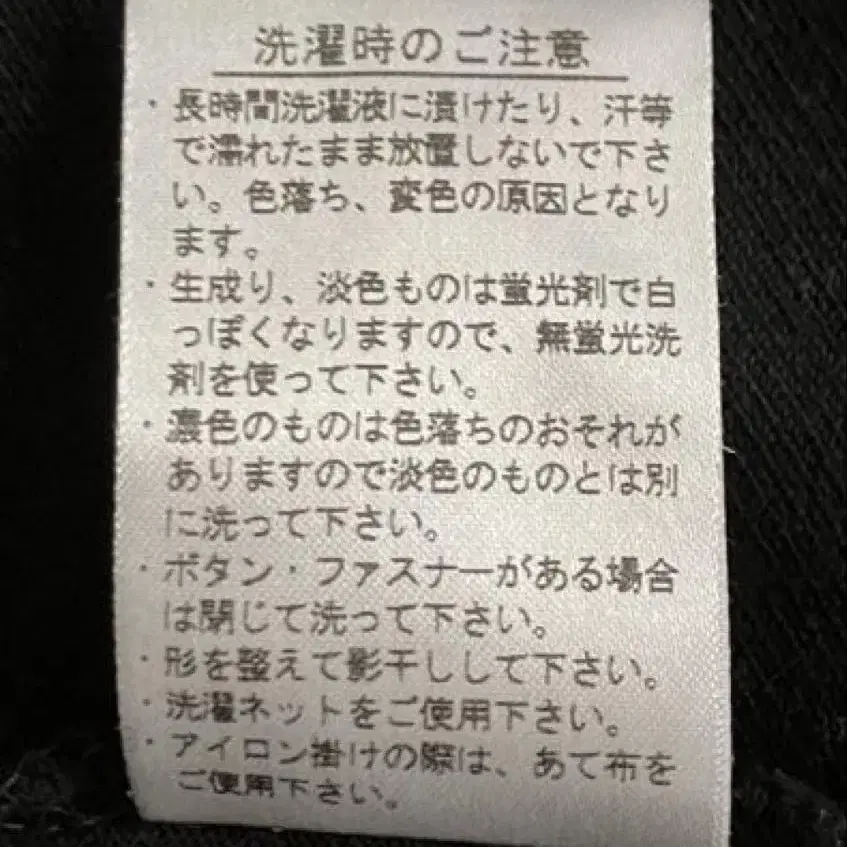 洗濯時のご注意
・長時間洗濯液に漬けたり、汗等
で濡れたまま放置しないで下さ
い。色落ち、変色の原因となり
ます。
・生成り、淡色ものは蛍光剤で白
っぽくなりますので、無蛍光洗
剤を使って下さい。
・濃色のものは色落ちのおそれが
ありますので淡色のものとは別
に洗って下さい。
・ボタン・ファスナーがある場合
は閉じて洗って下さい。
・形を整えて影干しして下さい。
・洗濯ネットをご使用下さい。
・アイロン掛けの際は、あて布を
ご使用下さい。